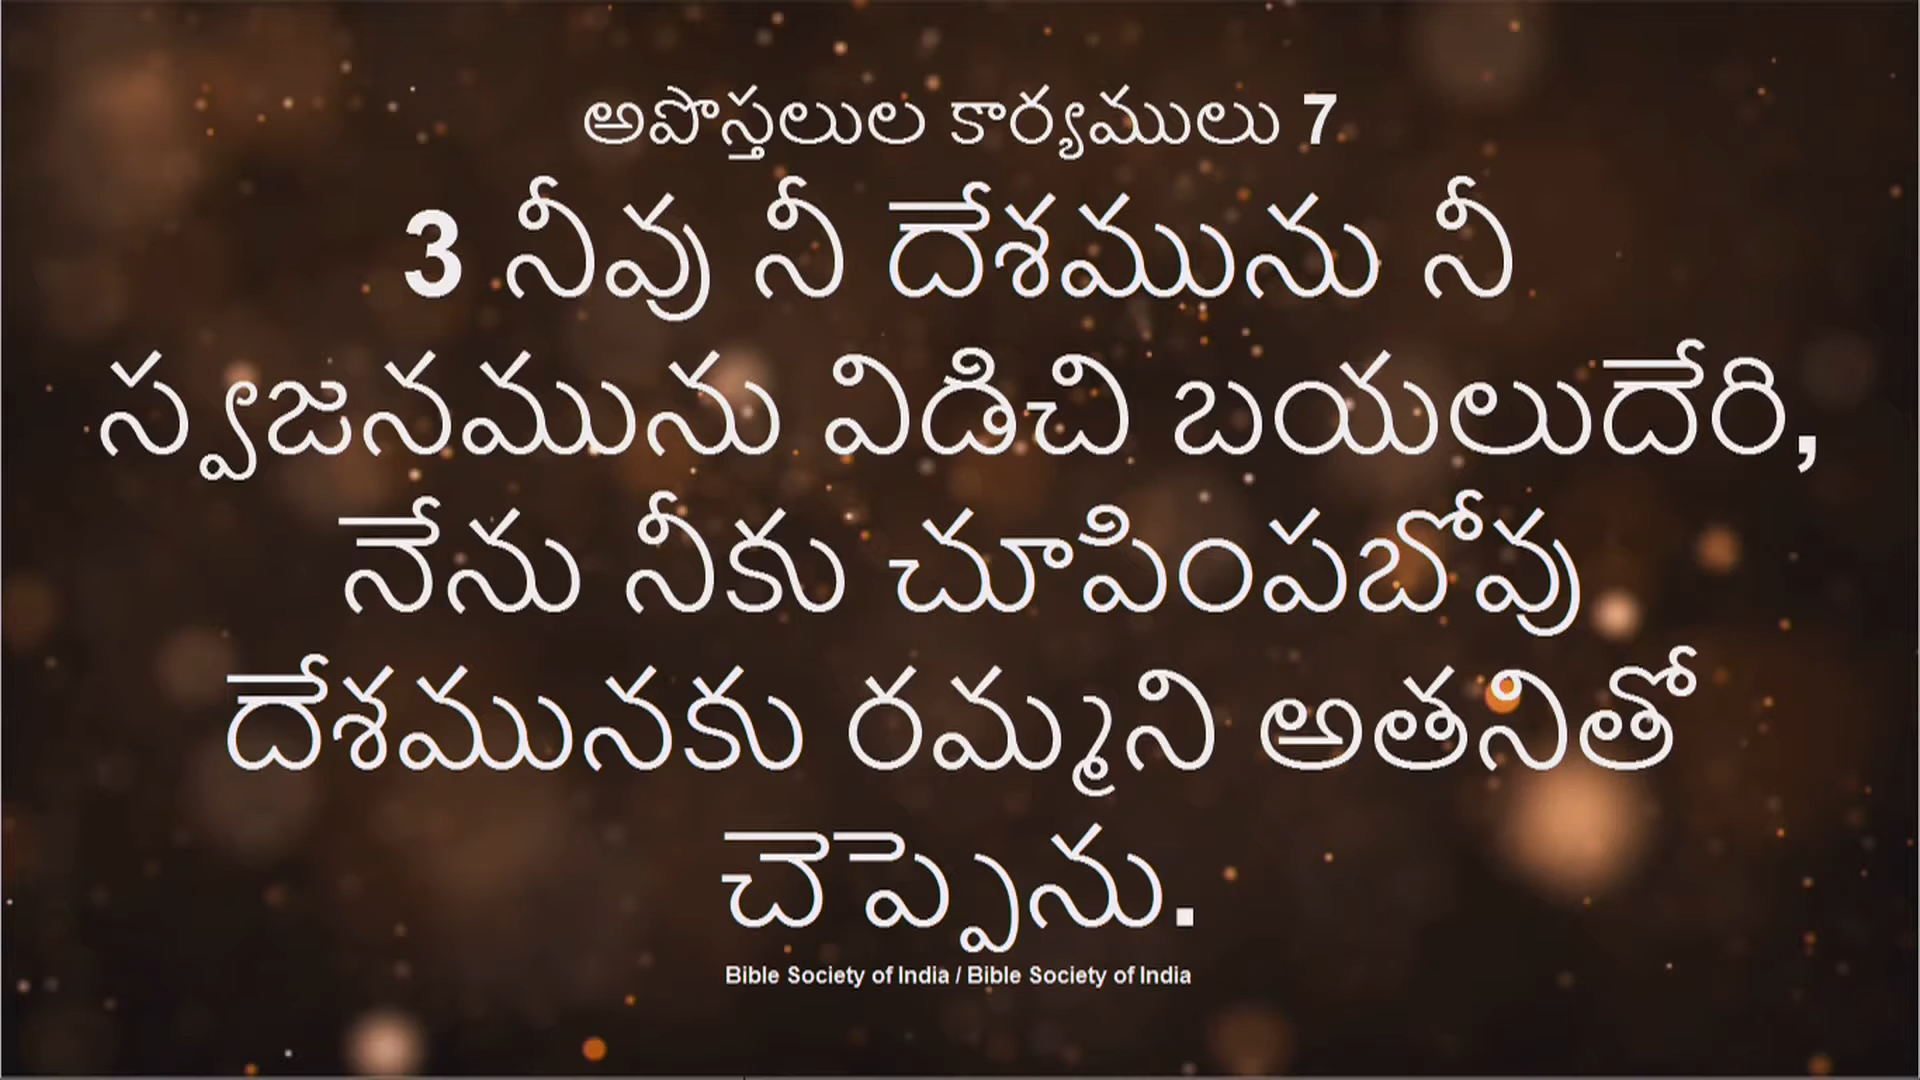 అపొస్తలుల కార్యములు 7
3 నీవు నీ దేశమును నీ
స్వజనమును విడిచి బయలుదేరి,
నేను నీకు చూపింపబోవు
దేశమునకు రమ్మని అతనితో
చెప్పెను.
Bible Society of India / Bible Society of India